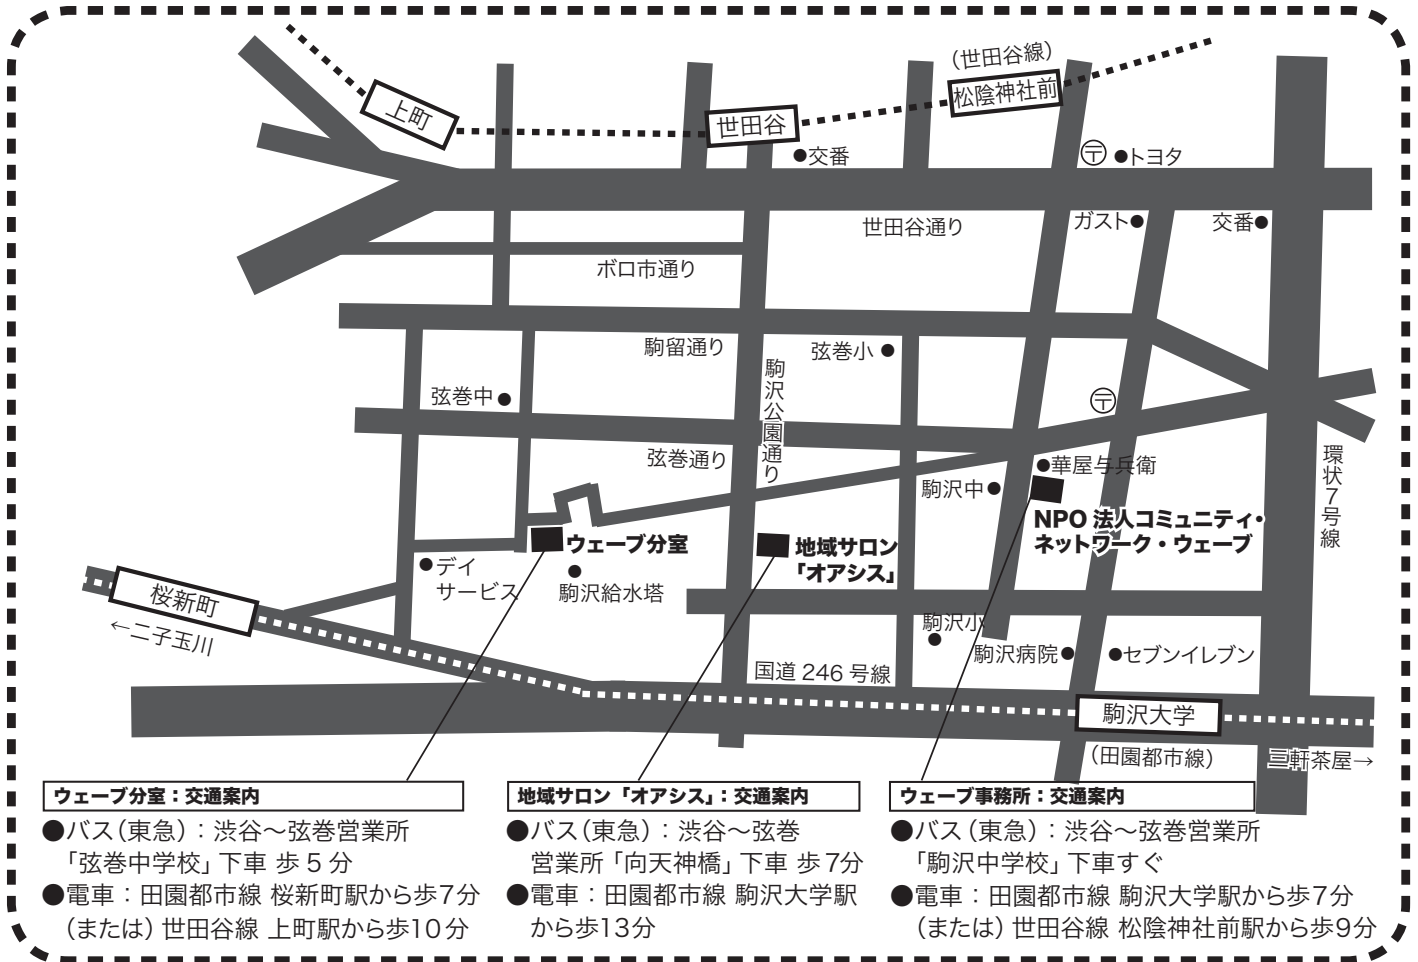 (世田谷線)
上町
世田谷
松陰神社前
●交番
〒
●トヨタ
世田谷通り
ガスト●
交番●
ボロ市通り
駒留通り
弦巻小 ●
駒沢公園通り
弦巻中 ●
〒
弦巻通り
環状7号線
●華屋与兵衛
駒沢中 ●
NPO 法人コミュニティ・
ネットワーク・ウェーブ
ウェーブ分室
地域サロン
「オアシス」
●デイ
サービス
駒沢給水塔
桜新町
←二子玉川
駒沢小
駒沢病院●
●セブンイレブン
国道 246 号線
駒沢大学
(田園都市線)
三軒茶屋→
ウェーブ分室:交通案内
●バス(東急):渋谷〜弦巻営業所
「弦巻中学校」下車 歩 5 分
●電車:田園都市線 桜新町駅から歩7分
(または) 世田谷線 上町駅から歩10分
地域サロン「オアシス」:交通案内
●バス(東急):渋谷〜弦巻
営業所「向天神橋」下車 歩 7分
●電車:田園都市線 駒沢大学駅
から歩13分
ウェーブ事務所:交通案内
●バス(東急):渋谷〜弦巻営業所
「駒沢中学校」下車すぐ
●電車:田園都市線 駒沢大学駅から歩7分
(または) 世田谷線 松陰神社前駅から歩9分